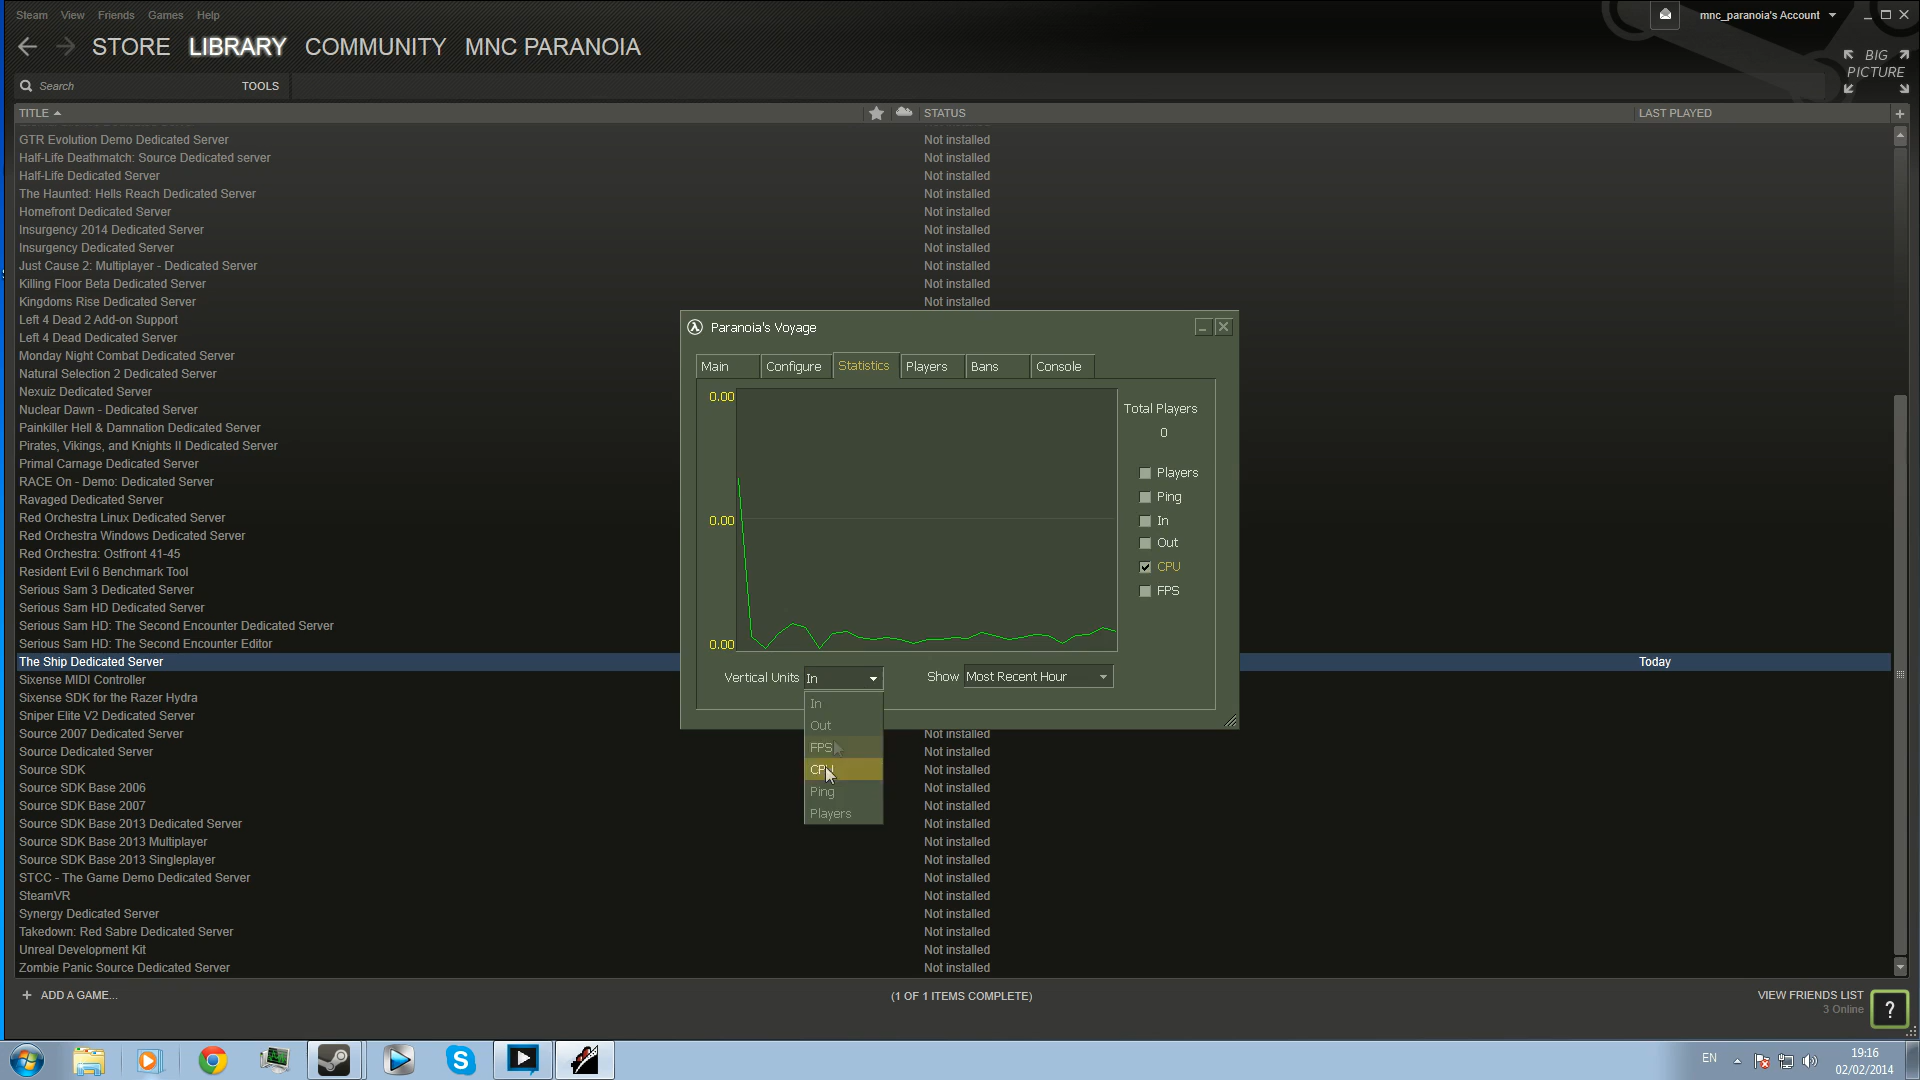 Steam View Friends Games Help
mnc_paranoia's Account
STORE LIBRARY COMMUNITY MNC PARANOIA
BIG PICTURE
Search
TOOLS
TITLE STATUS LAST PLAYED
GTR Evolution Demo Dedicated Server Not installed
Half-Life Deathmatch: Source Dedicated server Not installed
Half-Life Dedicated Server Not installed
The Haunted: Hells Reach Dedicated Server Not installed
Homefront Dedicated Server Not installed
Insurgency 2014 Dedicated Server Not installed
Insurgency Dedicated Server Not installed
Just Cause 2: Multiplayer - Dedicated Server Not installed
Killing Floor Beta Dedicated Server Not installed
Kingdoms Rise Dedicated Server Not installed
Left 4 Dead 2 Add-on Support
Left 4 Dead Dedicated Server
Monday Night Combat Dedicated Server
Natural Selection 2 Dedicated Server
Nexuiz Dedicated Server
Nuclear Dawn - Dedicated Server
Painkiller Hell & Damnation Dedicated Server
Pirates, Vikings, and Knights II Dedicated Server
Primal Carnage Dedicated Server
RACE On - Demo: Dedicated Server
Ravaged Dedicated Server
Red Orchestra Linux Dedicated Server
Red Orchestra Windows Dedicated Server
Red Orchestra: Ostfront 41-45
Resident Evil 6 Benchmark Tool
Serious Sam 3 Dedicated Server
Serious Sam HD Dedicated Server
Serious Sam HD: The Second Encounter Dedicated Server
Serious Sam HD: The Second Encounter Editor
The Ship Dedicated Server Today
Sixense MIDI Controller
Sixense SDK for the Razer Hydra
Sniper Elite V2 Dedicated Server
Source 2007 Dedicated Server Not installed
Source Dedicated Server Not installed
Source SDK Not installed
Source SDK Base 2006 Not installed
Source SDK Base 2007 Not installed
Source SDK Base 2013 Dedicated Server Not installed
Source SDK Base 2013 Multiplayer Not installed
Source SDK Base 2013 Singleplayer Not installed
STCC - The Game Demo Dedicated Server Not installed
SteamVR Not installed
Synergy Dedicated Server Not installed
Takedown: Red Sabre Dedicated Server Not installed
Unreal Development Kit Not installed
Zombie Panic Source Dedicated Server Not installed
Paranoia's Voyage
Main Configure Statistics Players Bans Console
0.00
0.00
0.00
Total Players
0
Players
Ping
In
Out
CPU
FPS
Vertical Units In
Show Most Recent Hour
In
Out
FPS
CPU
Ping
Players
+ ADD A GAME...
(1 OF 1 ITEMS COMPLETE)
VIEW FRIENDS LIST
3 Online
?
EN
19:16
02/02/2014